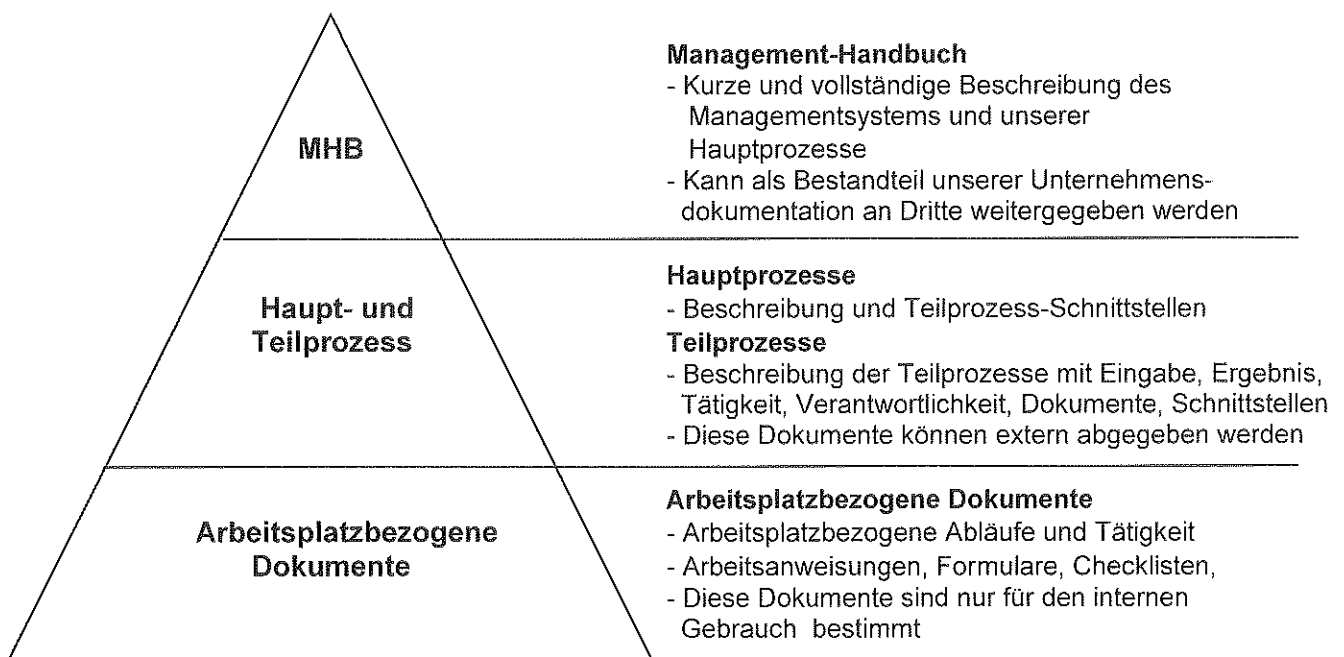 MHB
Management-Handbuch
- Kurze und vollständige Beschreibung des
Managementsystems und unserer
Hauptprozesse
- Kann als Bestandteil unserer Unternehmens-
dokumentation an Dritte weitergegeben werden
Haupt- und
Teilprozess
Hauptprozesse
- Beschreibung und Teilprozess-Schnittstellen
Teilprozesse
- Beschreibung der Teilprozesse mit Eingabe, Ergebnis,
Tätigkeit, Verantwortlichkeit, Dokumente, Schnittstellen
- Diese Dokumente können extern abgegeben werden
Arbeitsplatzbezogene
Dokumente
Arbeitsplatzbezogene Dokumente
- Arbeitsplatzbezogene Abläufe und Tätigkeit
- Arbeitsanweisungen, Formulare, Checklisten,
- Diese Dokumente sind nur für den internen
Gebrauch bestimmt